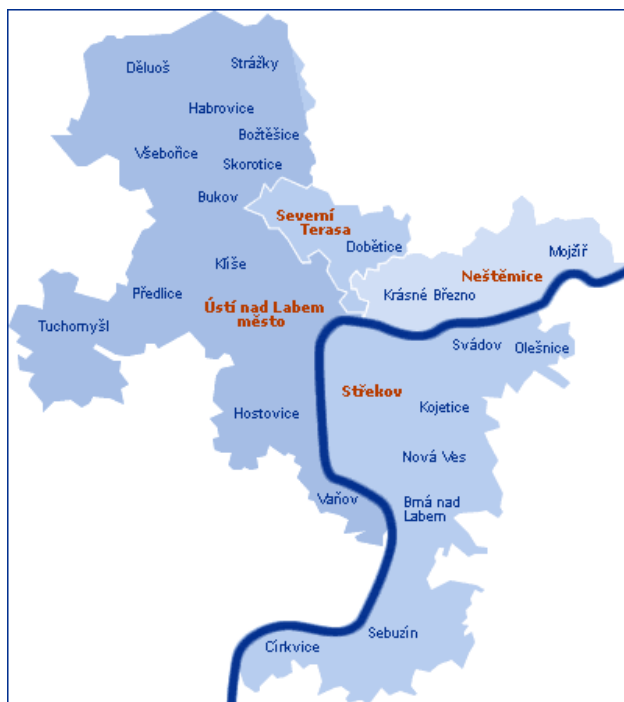 Děluoš
Strážky
Habrovice
Božtěšice
Všebořice
Skorotice
Bukov
Severní
Terasa
Dobětice
Mojžíř
Neštěmice
Klíše
Krásné Březno
Předlice
Ústí nad Labem
město
Tuchomyšl
Svádov
Olešnice
Střekov
Kojetice
Hostovice
Nová Ves
Vaňov
Brná nad
Labem
Sebuzín
Církvice